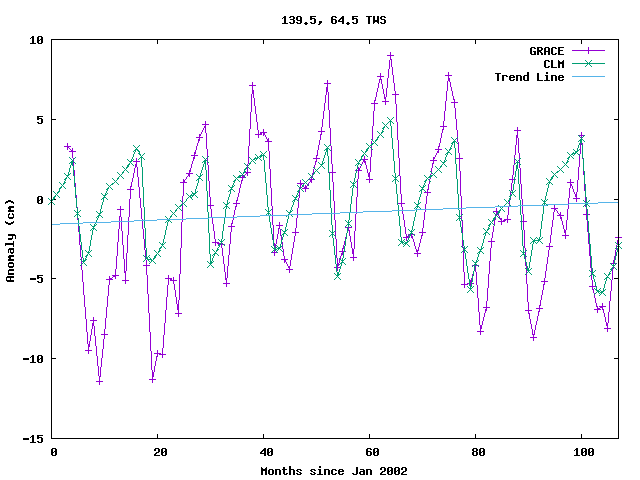 139.5, 64.5 TWS
GRACE
CLM
Trend Line
10
5
0
-5
-10
-15
Anomaly (cm)
0 20 40 60 80 100
Months since Jan 2002